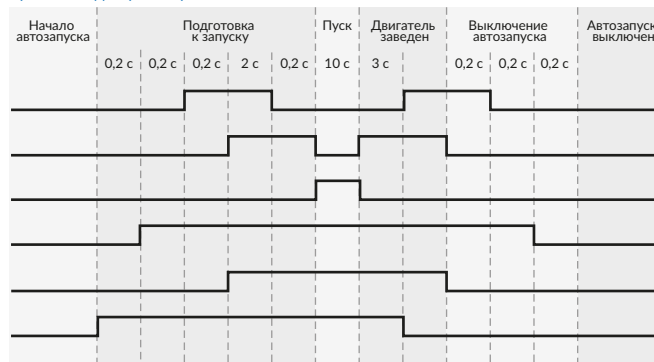 Начало
автозапуска
Подготовка
к запуску
Пуск
Двигатель
заведен
Выключение
автозапуска
Автозапуск
выключен
0,2 с 0,2 с 0,2 с 2 с 0,2 с 10 с 3 с 0,2 с 0,2 с 0,2 с